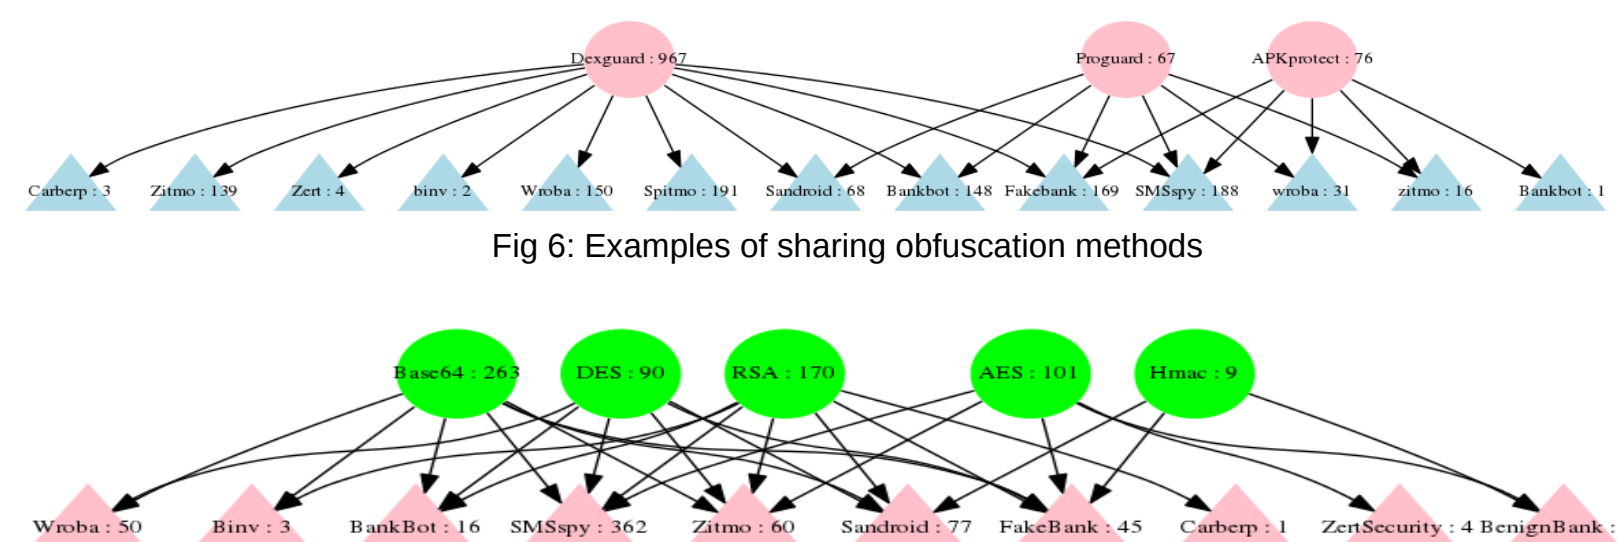 Dexguard : 967 Proguard : 67 APKprotect : 76
Carberp : 3 Zitmo : 139 Zert : 4 binv : 2 Wroba : 150 Spitmo : 191 Sandroid : 68 Bankbot : 148 Fakebank : 169 SMSspy : 188 wroba : 31 zitmo : 16 Bankbot : 1
Fig 6: Examples of sharing obfuscation methods
Base64 : 263 DES : 90 RSA : 170 AES : 101 Hmac : 9
Wroba : 50 Binv : 3 BankBot : 16 SMSspy : 362 Zitmo : 60 Sandroid : 77 FakeBank : 45 Carberp : 1 ZertSecurity : 4 BenignBank :